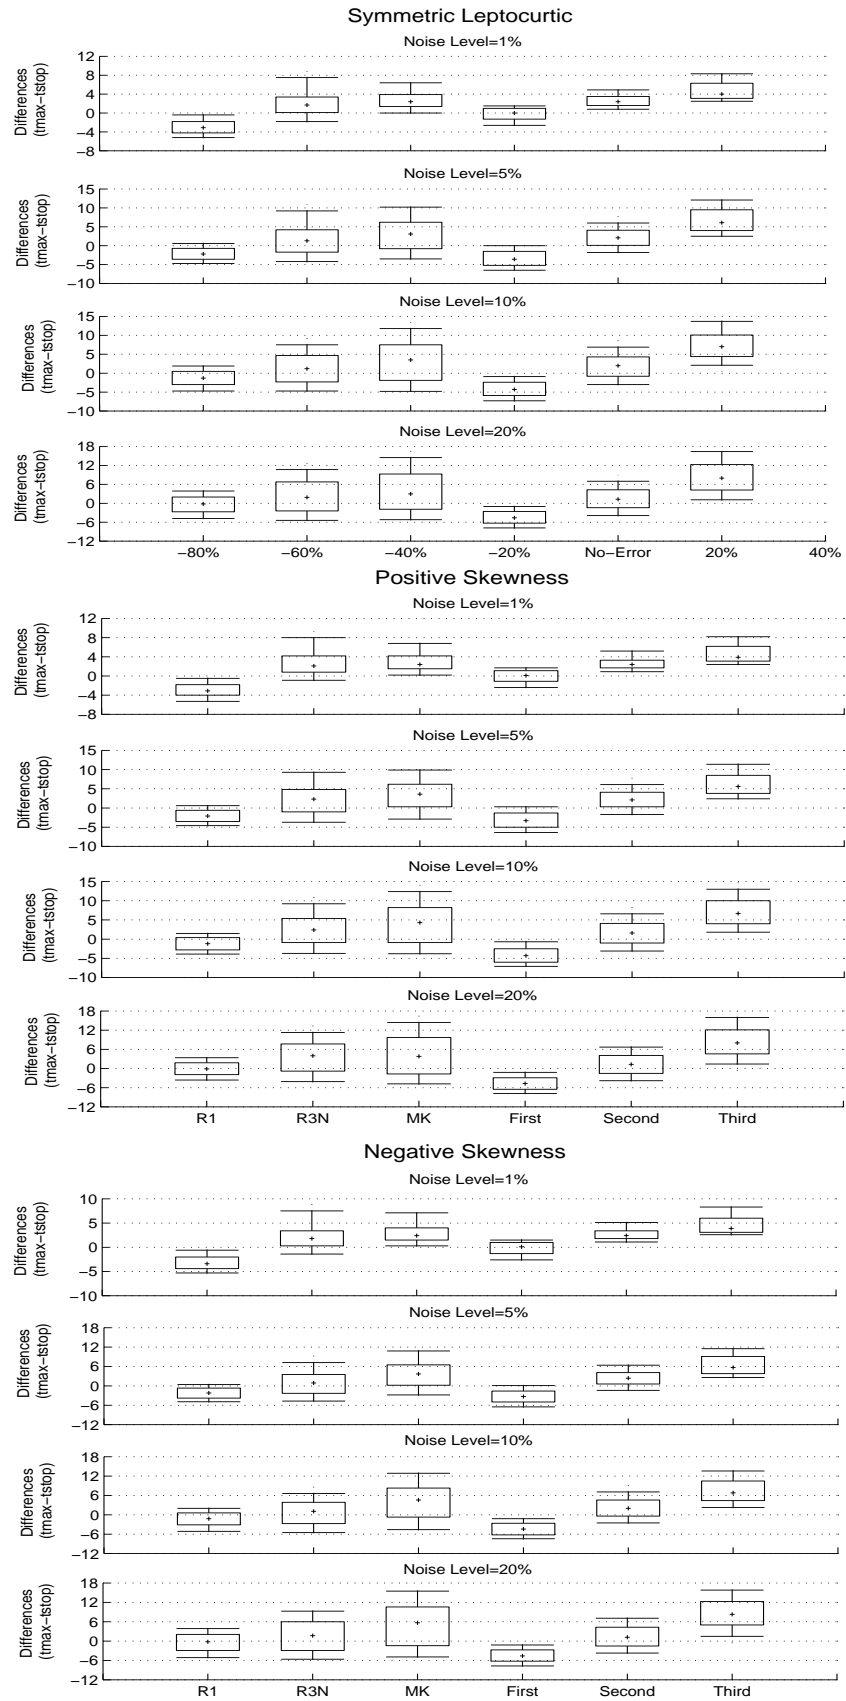 Symmetric Leptocurtic
Noise Level=1%
Differences
(tmax−tstop)
12
8
4
0
−4
−8
Noise Level=5%
Differences
(tmax−tstop)
15
10
5
0
−5
−10
Noise Level=10%
Differences
(tmax−tstop)
15
10
5
0
−5
−10
Noise Level=20%
Differences
(tmax−tstop)
18
12
6
0
−6
−12
−80% −60% −40% −20% No−Error 20% 40%
Positive Skewness
Noise Level=1%
Differences
(tmax−tstop)
12
8
4
0
−4
−8
Noise Level=5%
Differences
(tmax−tstop)
15
10
5
0
−5
−10
Noise Level=10%
Differences
(tmax−tstop)
15
10
5
0
−5
−10
Noise Level=20%
Differences
(tmax−tstop)
18
12
6
0
−6
−12
R1 R3N MK First Second Third
Negative Skewness
Noise Level=1%
Differences
(tmax−tstop)
10
5
0
−5
−10
Noise Level=5%
Differences
(tmax−tstop)
18
12
6
0
−6
−12
Noise Level=10%
Differences
(tmax−tstop)
18
12
6
0
−6
−12
Noise Level=20%
Differences
(tmax−tstop)
18
12
6
0
−6
−12
R1 R3N MK First Second Third